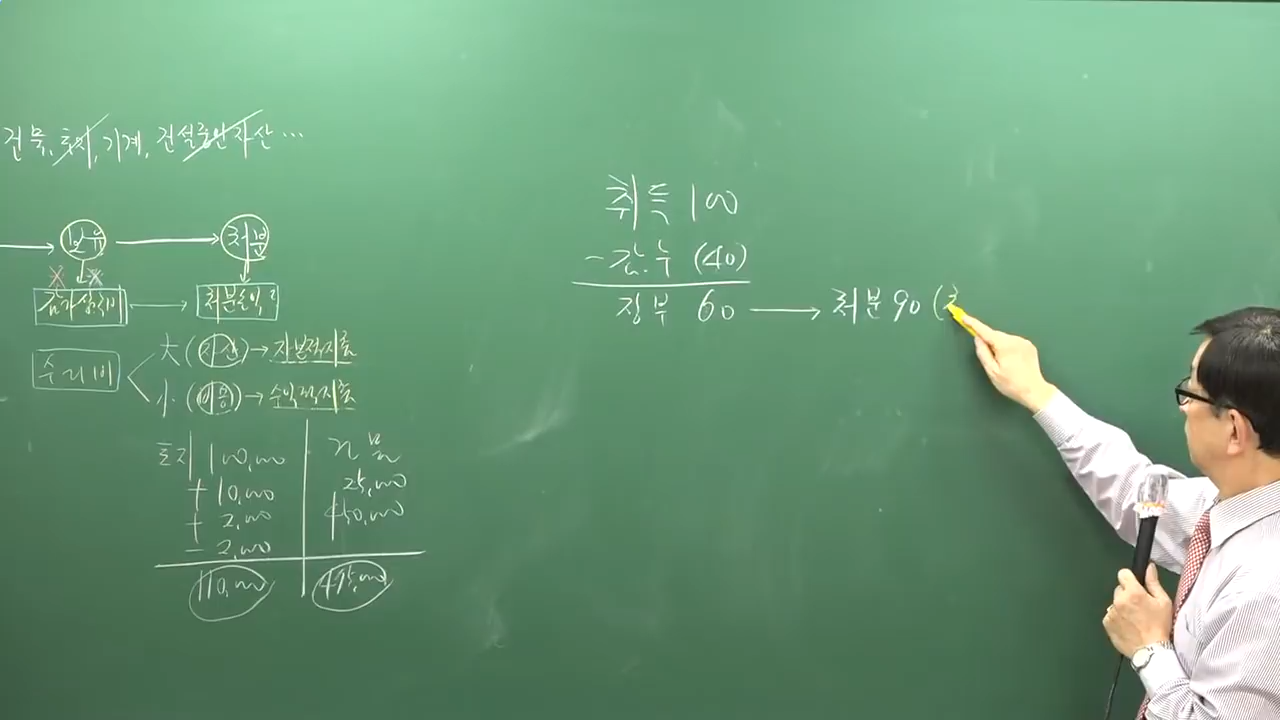 건물, 토지, 기계, 건설중인자산 …
보유 → 처분
감가상각비 → 처분손익
수리비
大 (자산) → 자본적지출
小 (비용) → 수익적지출
토지 100,000
+ 10,000
+ 2,000
- 2,000
110,000
건물
25,000
450,000
475,000
취득 100
- 감.누 (40)
장부 60 → 처분 90 (